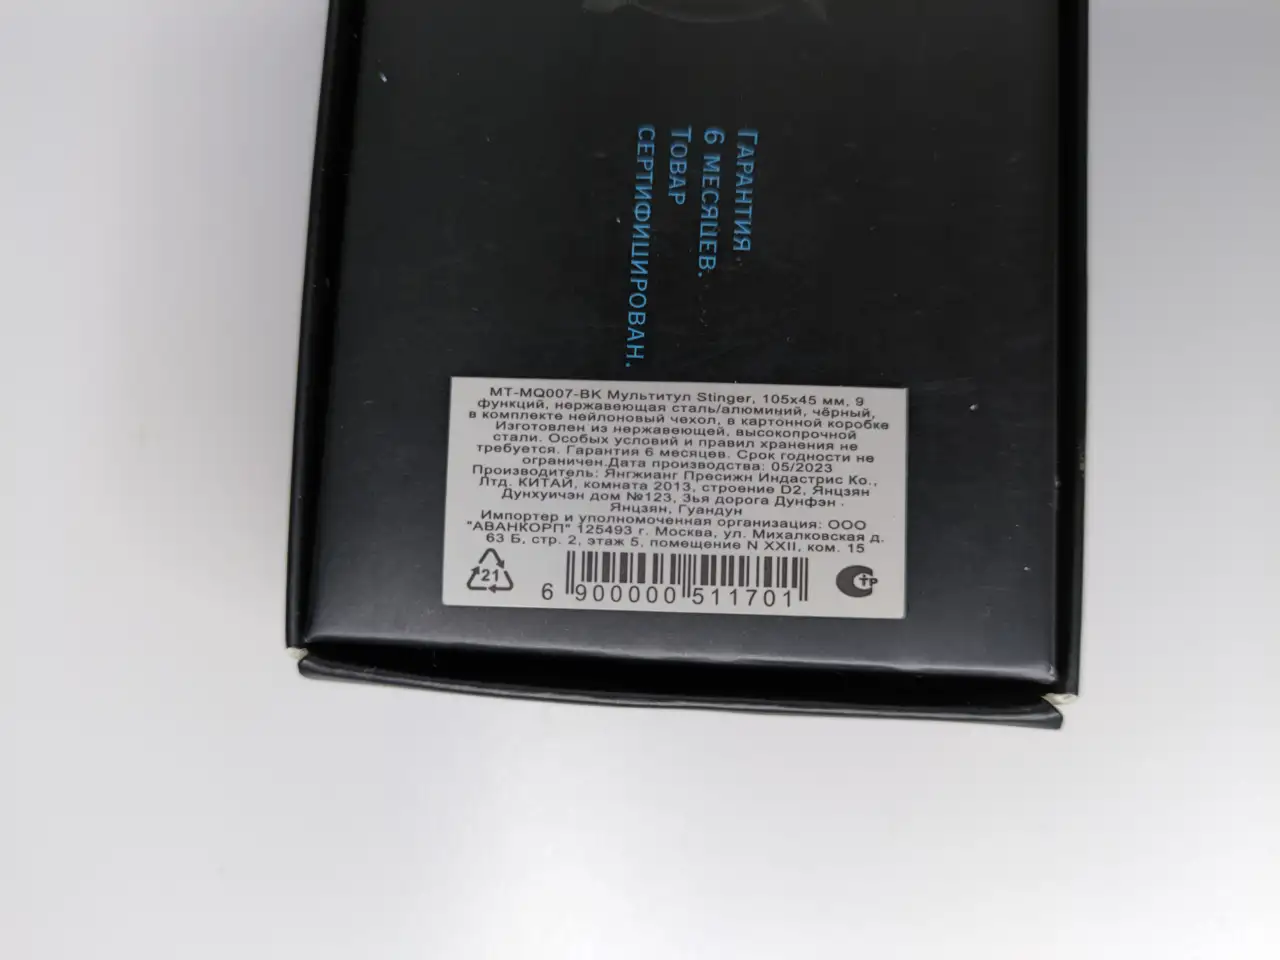 ГАРАНТИЯ
6 МЕСЯЦЕВ.
ТОВАР
СЕРТИФИЦИРОВАН.
MT-MQ007-BK Мультитул Stinger, 105x45 мм, 9
функций, нержавеющая сталь/алюминий, чёрный,
в комплекте нейлоновый чехол, в картонной коробке
Изготовлен из нержавеющей, высокопрочной
стали. Особых условий и правил хранения не
требуется. Гарантия 6 месяцев. Срок годности не
ограничен.Дата производства: 05/2023
Производитель: Янгжианг Пресижн Индастрис Ко.,
Лтд. КИТАЙ, комната 2013, строение D2, Янцзян
Дунхуичэн дом №123, 3ья дорога Дунфэн .
Янцзян, Гуандун
Импортер и уполномоченная организация: ООО
"АВАНКОРП" 125493 г. Москва, ул. Михалковская д.
63 Б, стр. 2, этаж 5, помещение N XXII, ком. 15
21
6 900000 511701
СТР